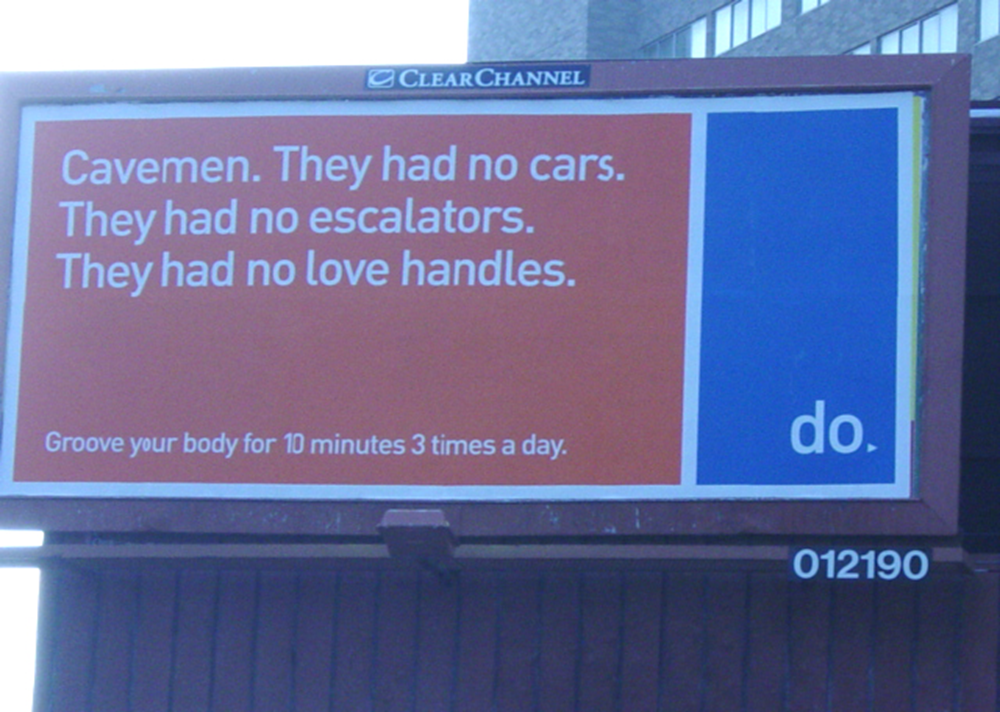 CLEARCHANNEL
Cavemen. They had no cars.
They had no escalators.
They had no love handles.
Groove your body for 10 minutes 3 times a day.
do.
012190